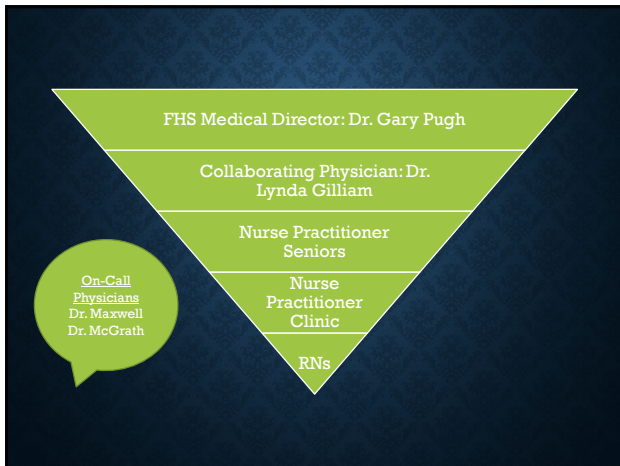 FHS Medical Director: Dr. Gary Pugh
Collaborating Physician: Dr.
Lynda Gilliam
Nurse Practitioner
Seniors
Nurse
Practitioner
Clinic
RNs
On-Call
Physicians
Dr. Maxwell
Dr. McGrath